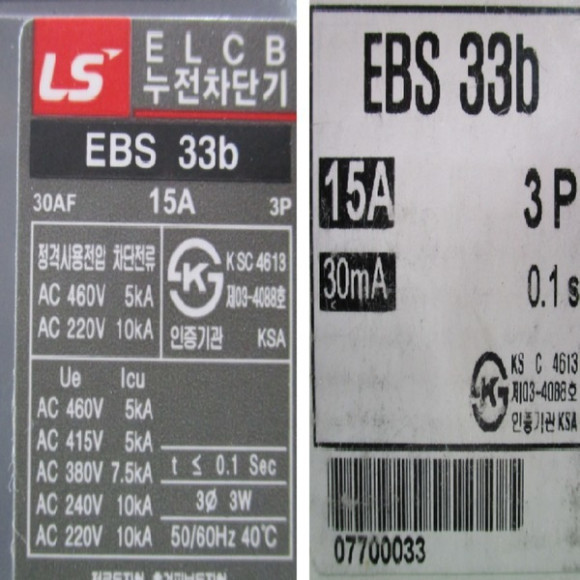 LS
E L C B
누전차단기
EBS 33b
30AF 15A 3P
정격사용전압 차단전류
AC 460V 5kA
AC 220V 10kA
K
KSC 4613
제03-4088호
인증기관 KSA
Ue Icu
AC 460V 5kA
AC 415V 5kA
AC 380V 7.5kA
AC 240V 10kA
AC 220V 10kA
t ≤ 0.1 Sec
3Ø 3W
50/60Hz 40℃
EBS 33b
15A 3P
30mA 0.1 s
K
KS C 4613
제03-4088호
인증기관 KSA
07700033